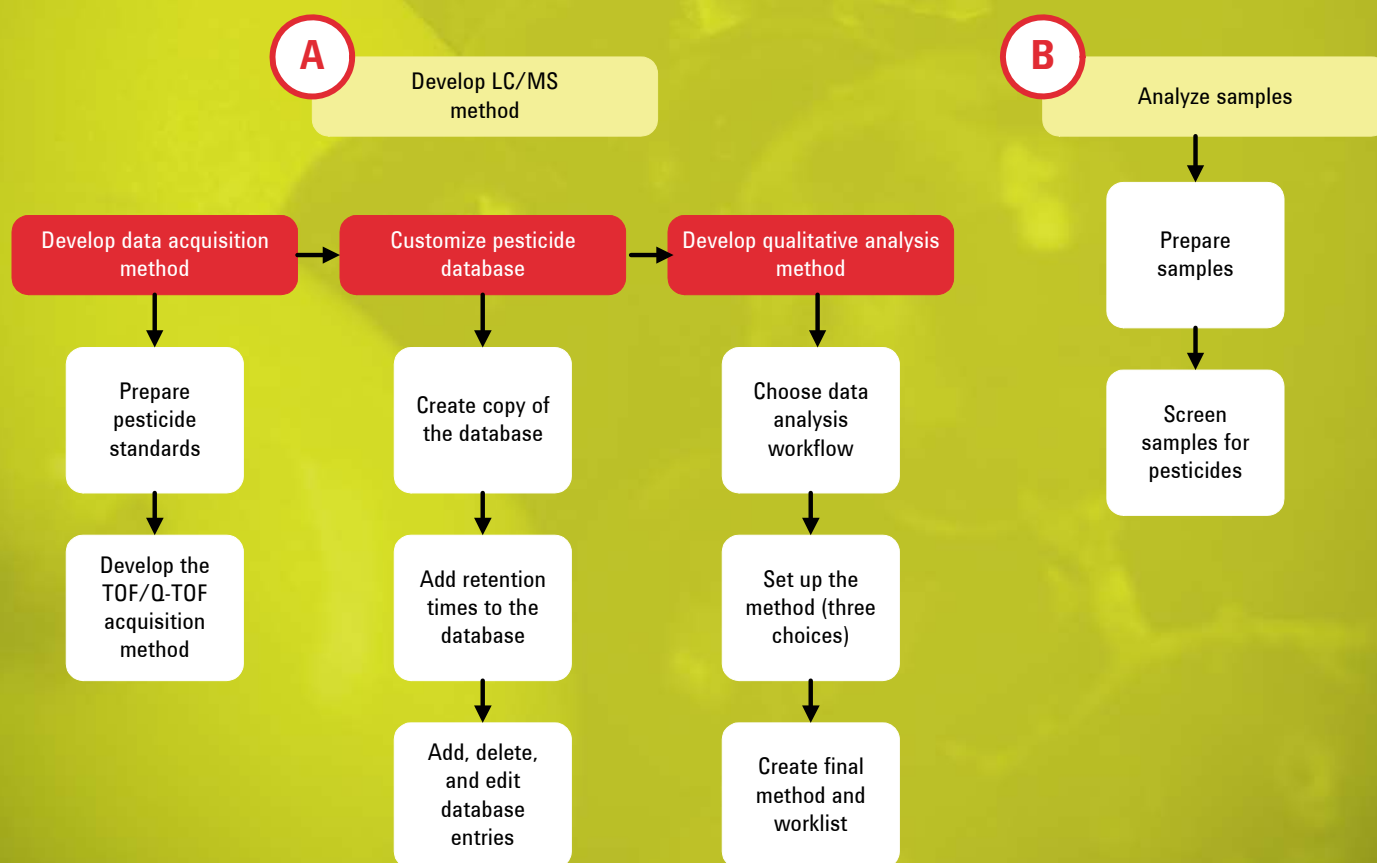 A
Develop LC/MS
method
B
Analyze samples
Develop data acquisition
method
Customize pesticide
database
Develop qualitative analysis
method
Prepare
pesticide
standards
Develop the
TOF/Q-TOF
acquisition
method
Create copy of
the database
Add retention
times to the
database
Add, delete,
and edit
database
entries
Choose data
analysis
workflow
Set up the
method (three
choices)
Create final
method and
worklist
Prepare
samples
Screen
samples for
pesticides